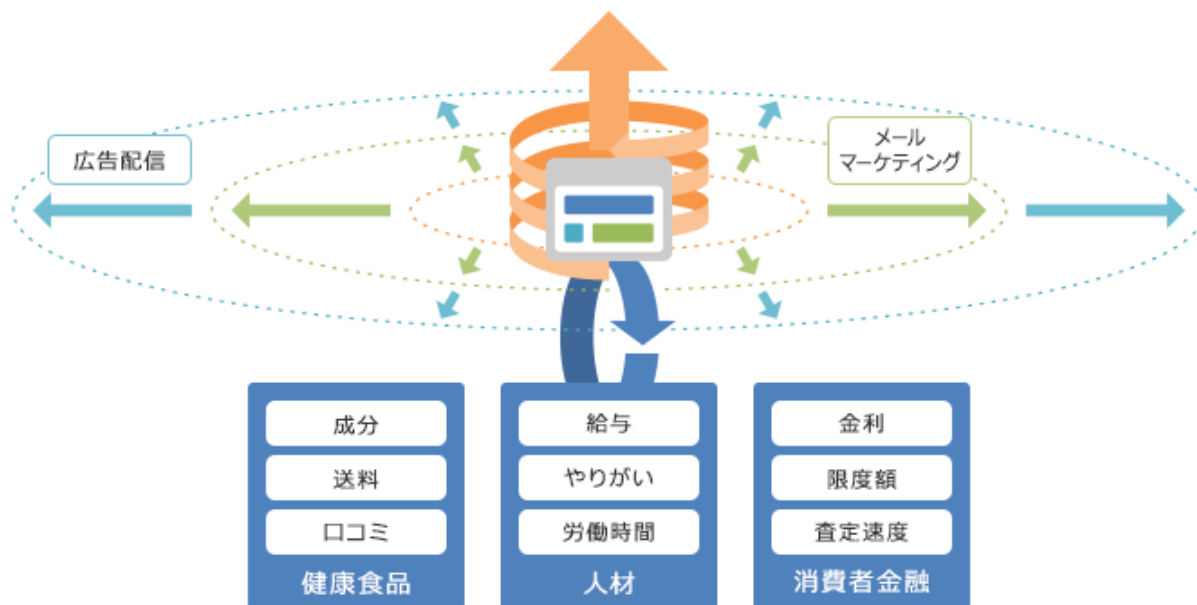 広告配信
メール
マーケティング
成分
送料
口コミ
健康食品
給与
やりがい
労働時間
人材
金利
限度額
査定速度
消費者金融